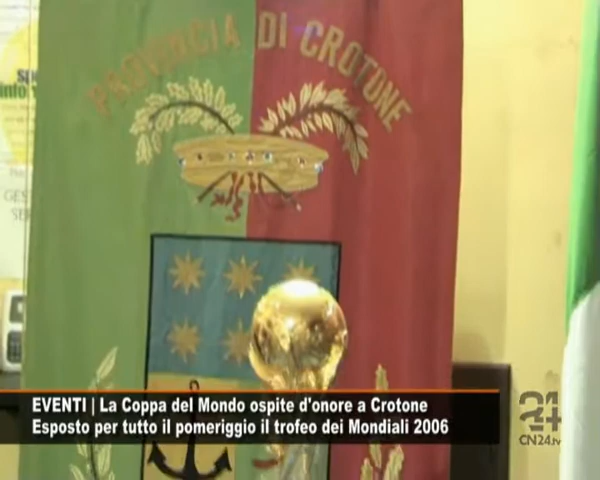 PROVINCIA DI CROTONE
EVENTI | La Coppa del Mondo ospite d'onore a Crotone
Esposto per tutto il pomeriggio il trofeo dei Mondiali 2006
24
CN24.tv